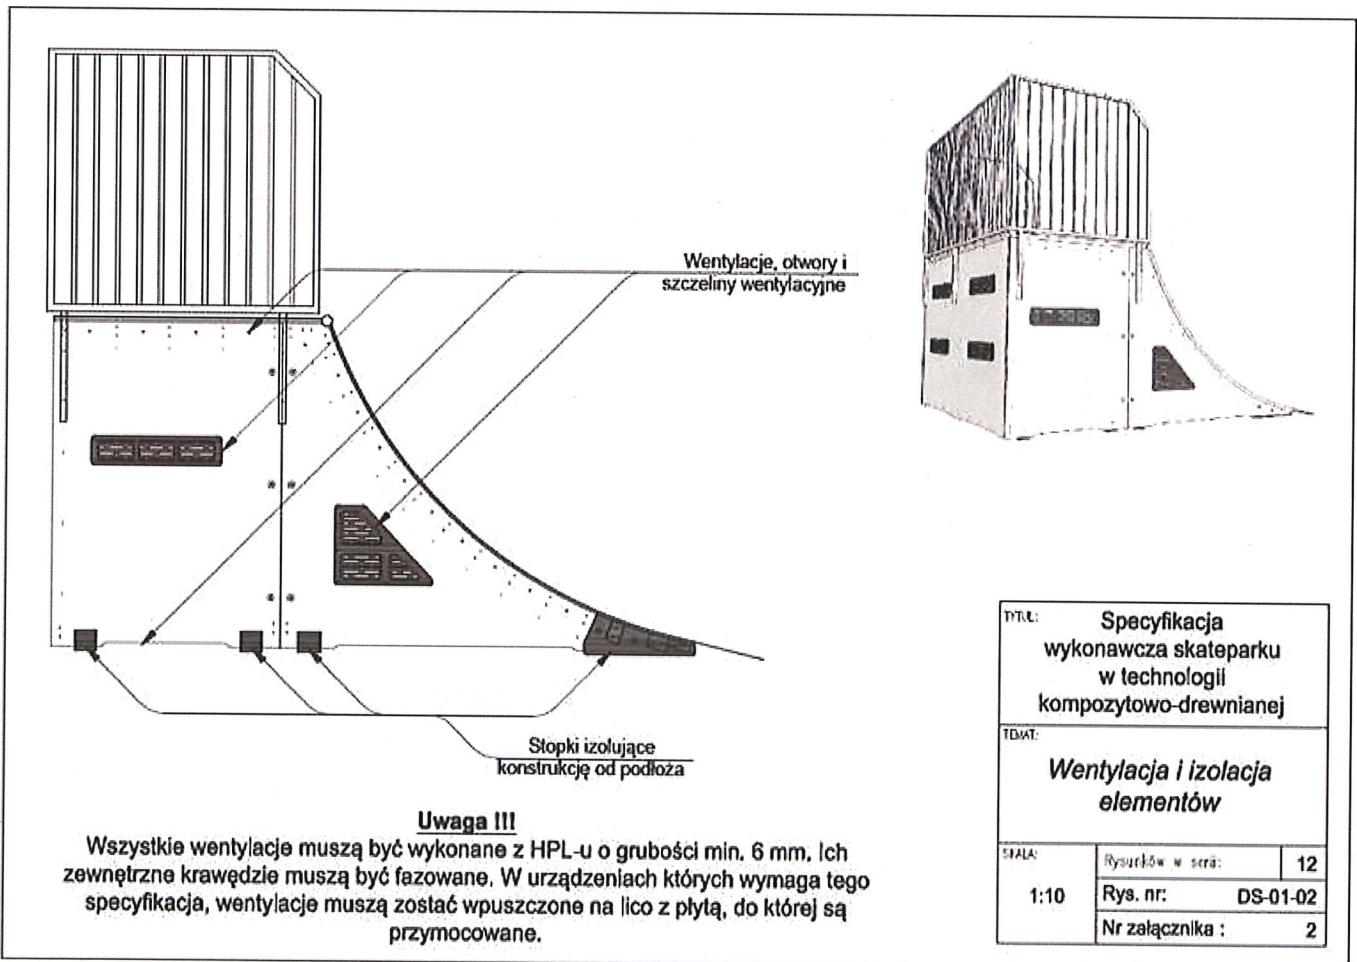 Wentylacje, otwory i
szczeliny wentylacyjne
Stopki izolujące
konstrukcję od podłoża
Uwaga !!!
Wszystkie wentylacje muszą być wykonane z HPL-u o grubości min. 6 mm. Ich
zewnętrzne krawędzie muszą być fazowane. W urządzeniach których wymaga tego
specyfikacja, wentylacje muszą zostać wpuszczone na lico z płytą, do której są
przymocowane.
TYTUŁ:
Specyfikacja
wykonawcza skateparku
w technologii
kompozytowo-drewnianej
TEMAT:
Wentylacja i izolacja
elementów
SKALA:
1:10
Rysunków w serii: 12
Rys. nr: DS-01-02
Nr załącznika : 2